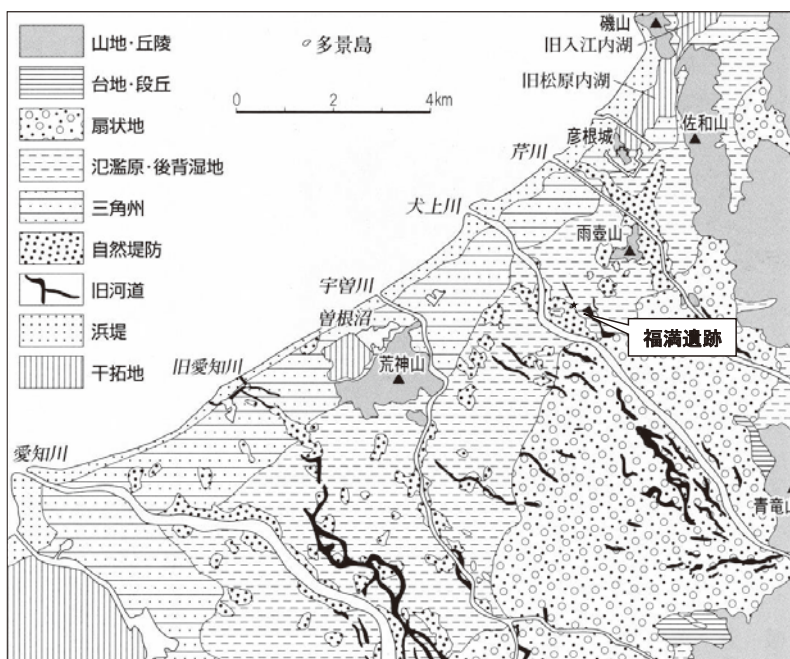 山地・丘陵
台地・段丘
扇状地
氾濫原・後背湿地
三角州
自然堤防
旧河道
浜堤
干拓地
多景島
0 2 4km
磯山
旧入江内湖
旧松原内湖
彦根城
佐和山
芹川
犬上川
雨壺山
宇曽川
曽根沼
福満遺跡
旧愛知川
荒神山
愛知川
青竜山